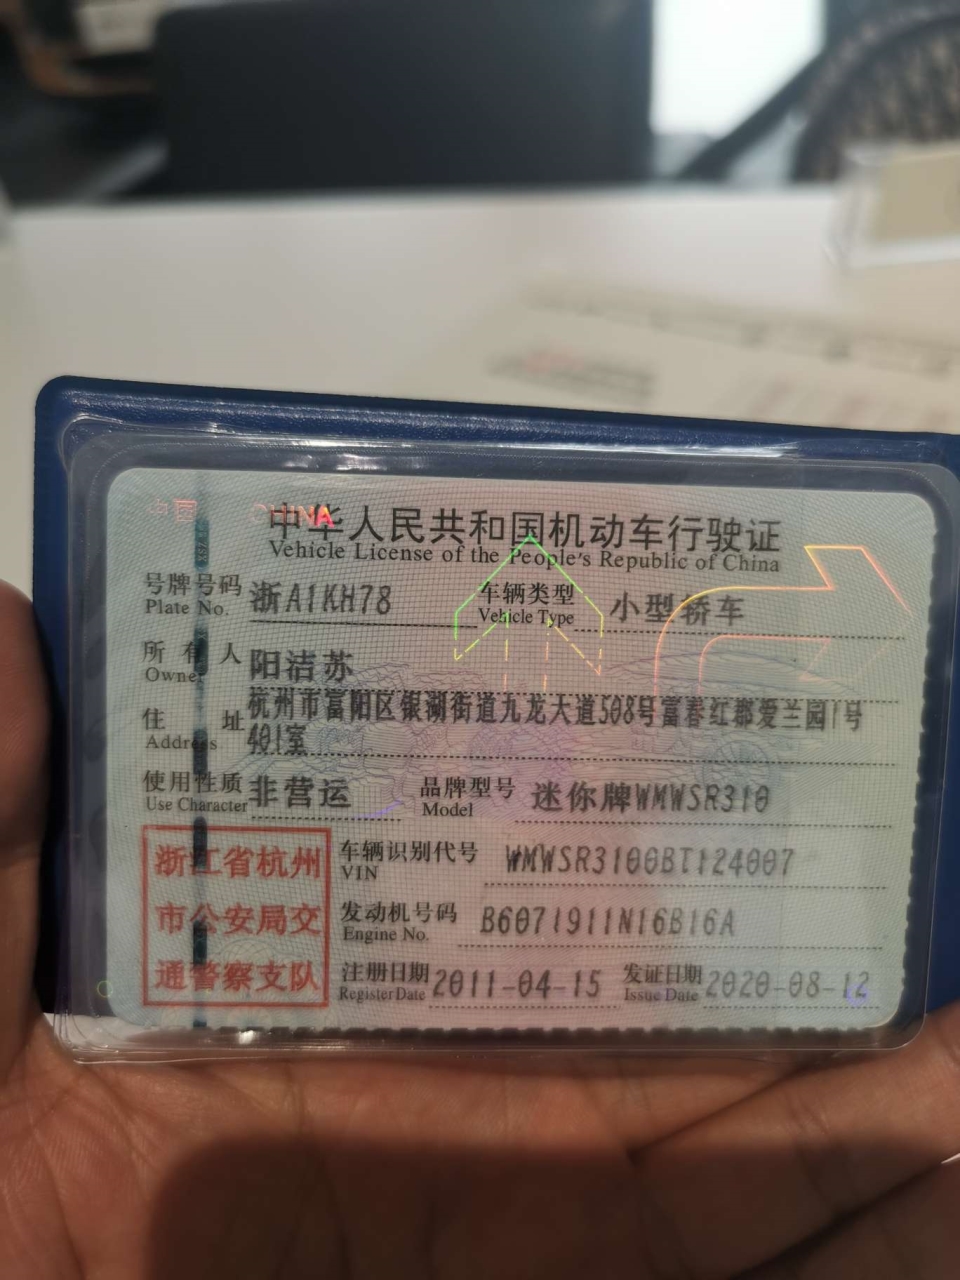 中国 CHINA
中华人民共和国机动车行驶证
Vehicle License of the People's Republic of China
号牌号码 浙A1KH78 车辆类型 小型轿车
Plate No. Vehicle Type
所有人 阳洁苏
Owner
住址 杭州市富阳区银湖街道九龙大道508号富春红郡爱兰园1号
Address 401室
使用性质 非营运 品牌型号 迷你牌WMWSR310
Use Character Model
浙江省杭州
市公安局交
通警察支队
车辆识别代号 WMWSR3100BT124007
VIN
发动机号码 B6071911N16B16A
Engine No.
注册日期 2011-04-15 发证日期 2020-08-12
Register Date Issue Date